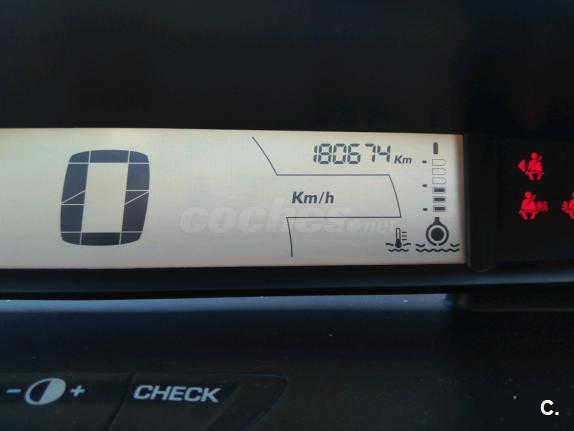 180674 Km
0
Km/h
coches.net
- +
CHECK
C.